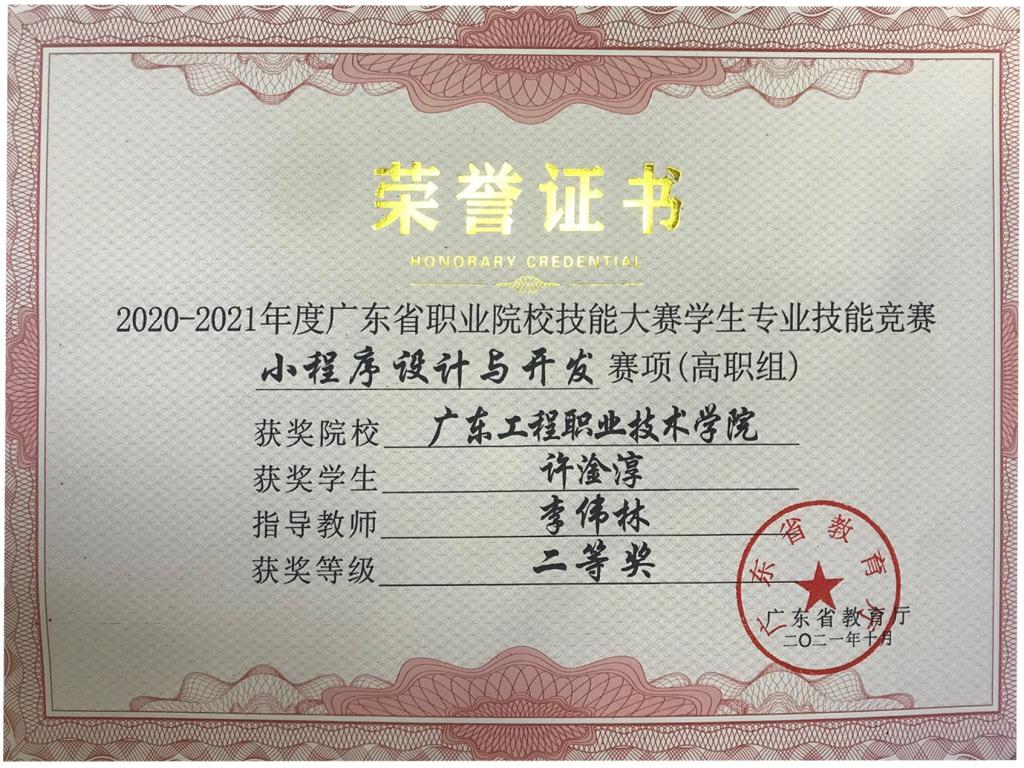 荣誉证书
HONORARY CREDENTIAL
2020-2021年度广东省职业院校技能大赛学生专业技能竞赛
小程序设计与开发 赛项(高职组)
获奖院校 广东工程职业技术学院
获奖学生 许淦淳
指导教师 李伟林
获奖等级 二等奖
广东省教育厅
广东省教育厅
二〇二一年十月